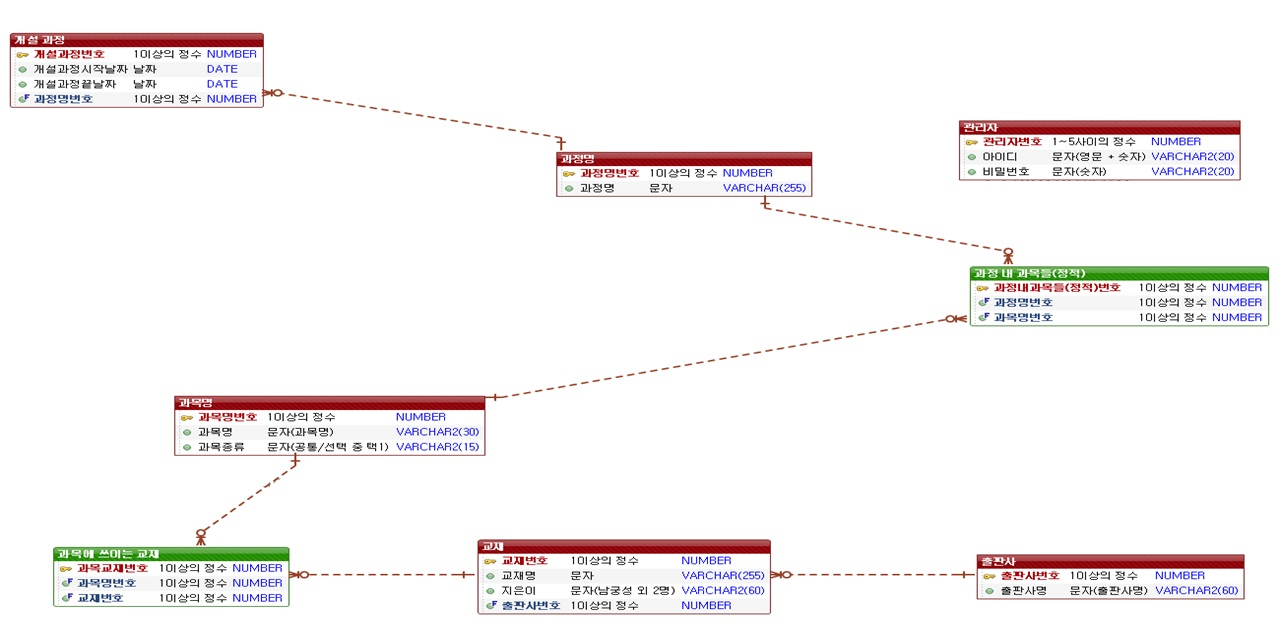 개설 과정
개설과정번호 1이상의 정수 NUMBER
개설과정시작날짜 날짜 DATE
개설과정끝날짜 날짜 DATE
과정명번호 1이상의 정수 NUMBER
관리자
관리자번호 1~5사이의 정수 NUMBER
아이디 문자(영문 + 숫자) VARCHAR2(20)
비밀번호 문자(숫자) VARCHAR2(20)
과정명
과정명번호 1이상의 정수 NUMBER
과정명 문자 VARCHAR(255)
과정 내 과목들(정적)
과정내과목들(정적)번호 1이상의 정수 NUMBER
과정명번호 1이상의 정수 NUMBER
과목명번호 1이상의 정수 NUMBER
과목명
과목명번호 1이상의 정수 NUMBER
과목명 문자(과목명) VARCHAR2(30)
과목종류 문자(공통/선택 중 택1) VARCHAR2(15)
과목에 쓰이는 교재
과목교재번호 1이상의 정수 NUMBER
과목명번호 1이상의 정수 NUMBER
교재번호 1이상의 정수 NUMBER
교재
교재번호 1이상의 정수 NUMBER
교재명 문자 VARCHAR(255)
지은이 문자(남궁성 외 2명) VARCHAR2(60)
출판사번호 1이상의 정수 NUMBER
출판사
출판사번호 1이상의 정수 NUMBER
출판사명 문자(출판사명) VARCHAR2(60)